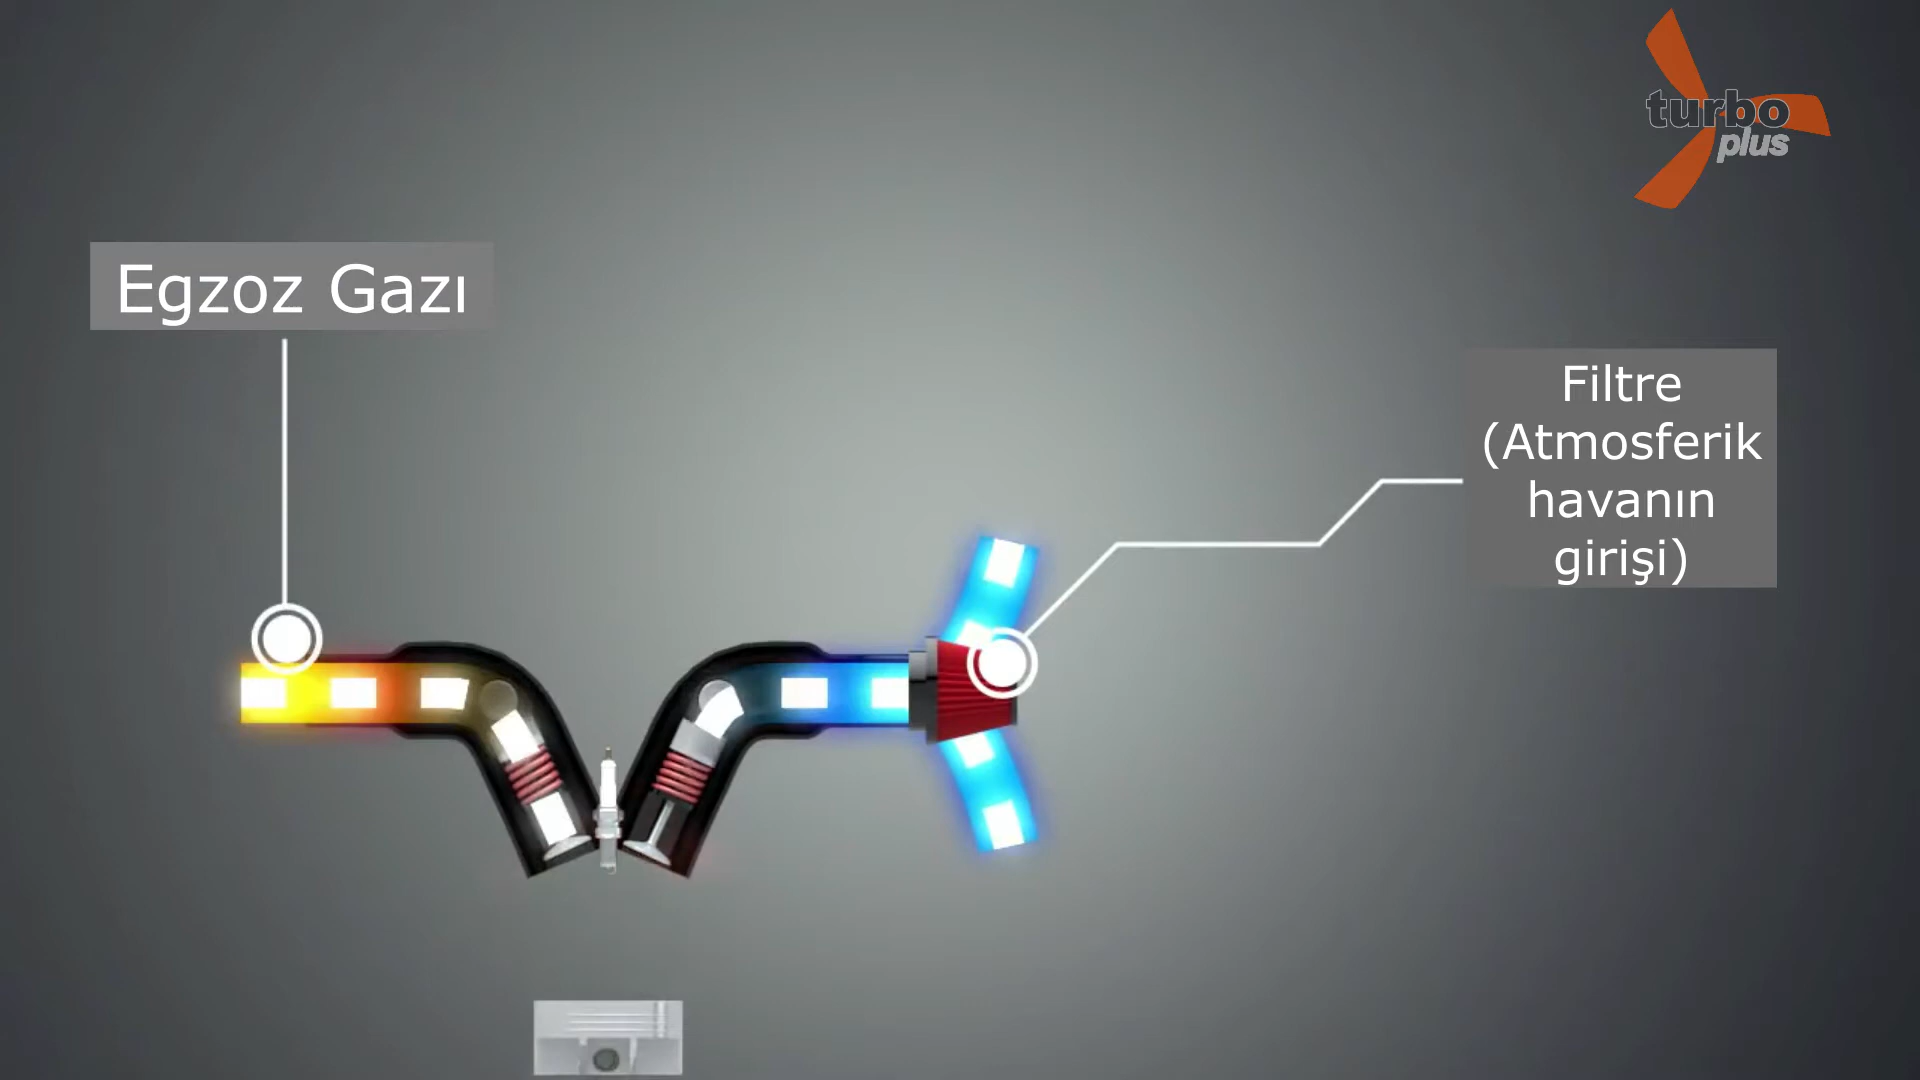 turbo
plus
Egzoz Gazı
Filtre
(Atmosferik
havanın
girişi)